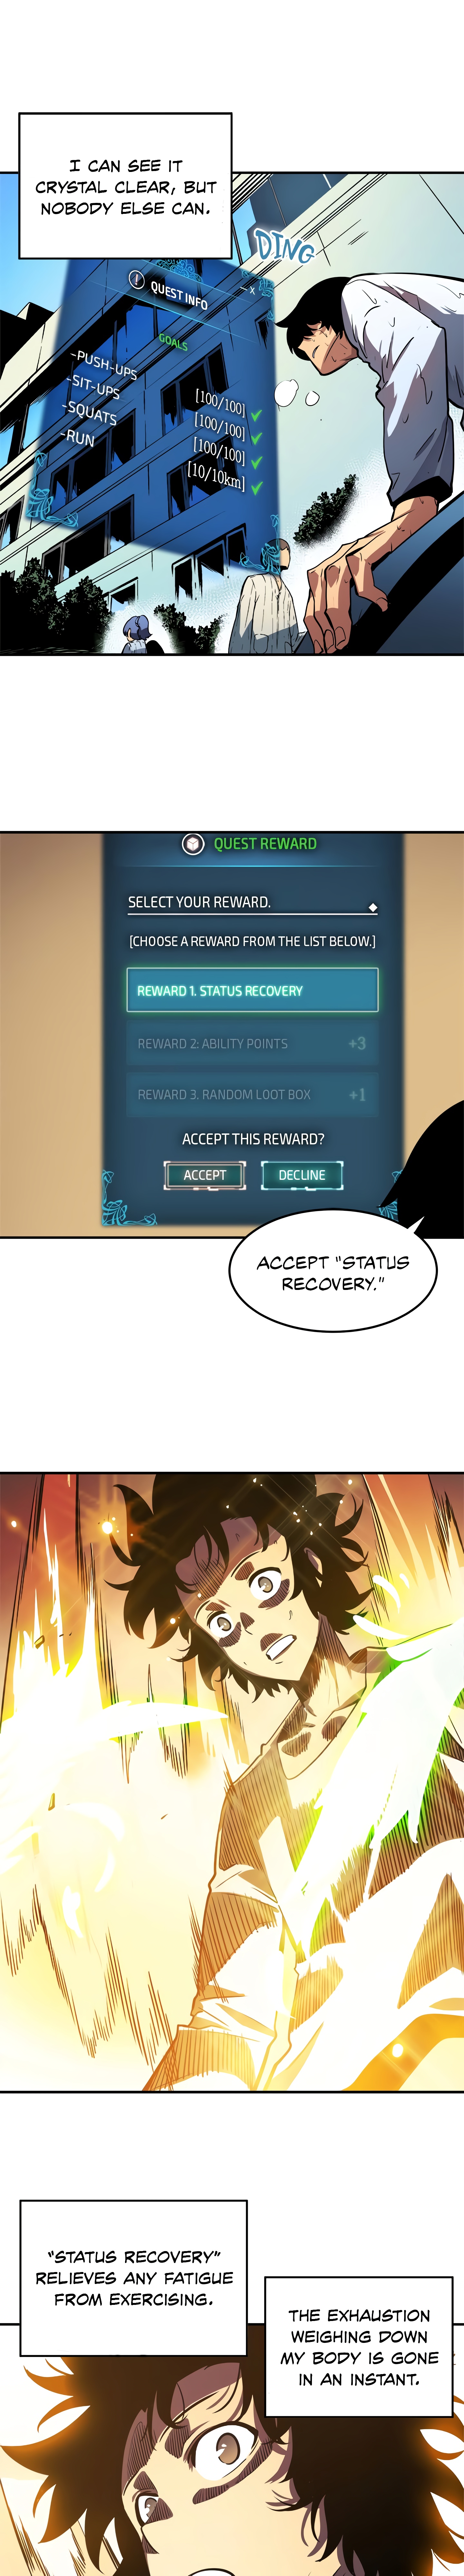 I CAN SEE IT
CRYSTAL CLEAR, BUT
NOBODY ELSE CAN.
DING
! QUEST INFO
– X
GOALS
-PUSH-UPS [100/100] ✓
-SIT-UPS [100/100] ✓
-SQUATS [100/100] ✓
-RUN [10/10km] ✓
QUEST REWARD
SELECT YOUR REWARD.
[CHOOSE A REWARD FROM THE LIST BELOW.]
REWARD 1. STATUS RECOVERY
REWARD 2: ABILITY POINTS +3
REWARD 3. RANDOM LOOT BOX +1
ACCEPT THIS REWARD?
ACCEPT DECLINE
ACCEPT "STATUS
RECOVERY."
"STATUS RECOVERY"
RELIEVES ANY FATIGUE
FROM EXERCISING.
THE EXHAUSTION
WEIGHING DOWN
MY BODY IS GONE
IN AN INSTANT.